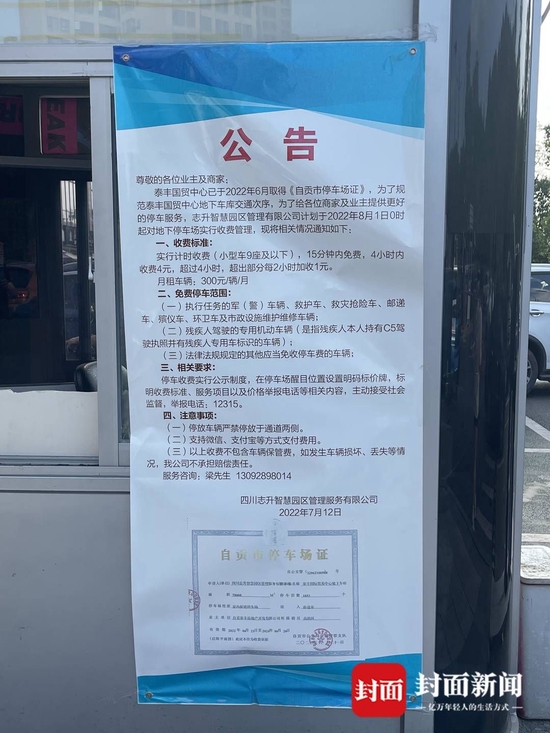 公告
尊敬的各位业主及商家：
泰丰国贸中心已于2022年6月取得《自贡市停车场证》，为了规
范泰丰国贸中心地下车库交通次序，为了给各位商家及业主提供更好
的停车服务，志升智慧园区管理有限公司计划于2022年8月1日0时
起对地下停车场实行收费管理，现将相关情况通知如下：
一、收费标准：
实行计时收费（小型车9座及以下），15分钟内免费，4小时内
收费4元，超过4小时，超出部分每2小时加收1元。
月租车辆：300元/辆/月
二、免费停车范围：
（一）执行任务的军（警）车辆、救护车、救灾抢险车、邮递
车、殡仪车、环卫车及市政设施维护维修车辆；
（二）残疾人驾驶的专用机动车辆（是指残疾人本人持有C5驾
驶执照并有残疾人专用车标识的车辆）；
（三）法律法规规定的其他应当免收停车费的车辆；
三、相关要求：
停车收费实行公示制度，在停车场醒目位置设置明码标价牌，标
明收费标准、服务项目以及价格举报电话等相关内容，主动接受社会
监督，举报电话：12315。
四、注意事项：
（一）停放车辆严禁停放于通道两侧。
（二）支持微信、支付宝等方式支付费用。
（三）以上收费不包含车辆保管费，如发生车辆损坏、丢失等情
况，我公司不承担赔偿责任。
服务咨询：梁先生 13092898014
四川志升智慧园区管理服务有限公司
2022年7月12日
自贡市停车场证
封面 封面新闻
亿万年轻人的生活方式